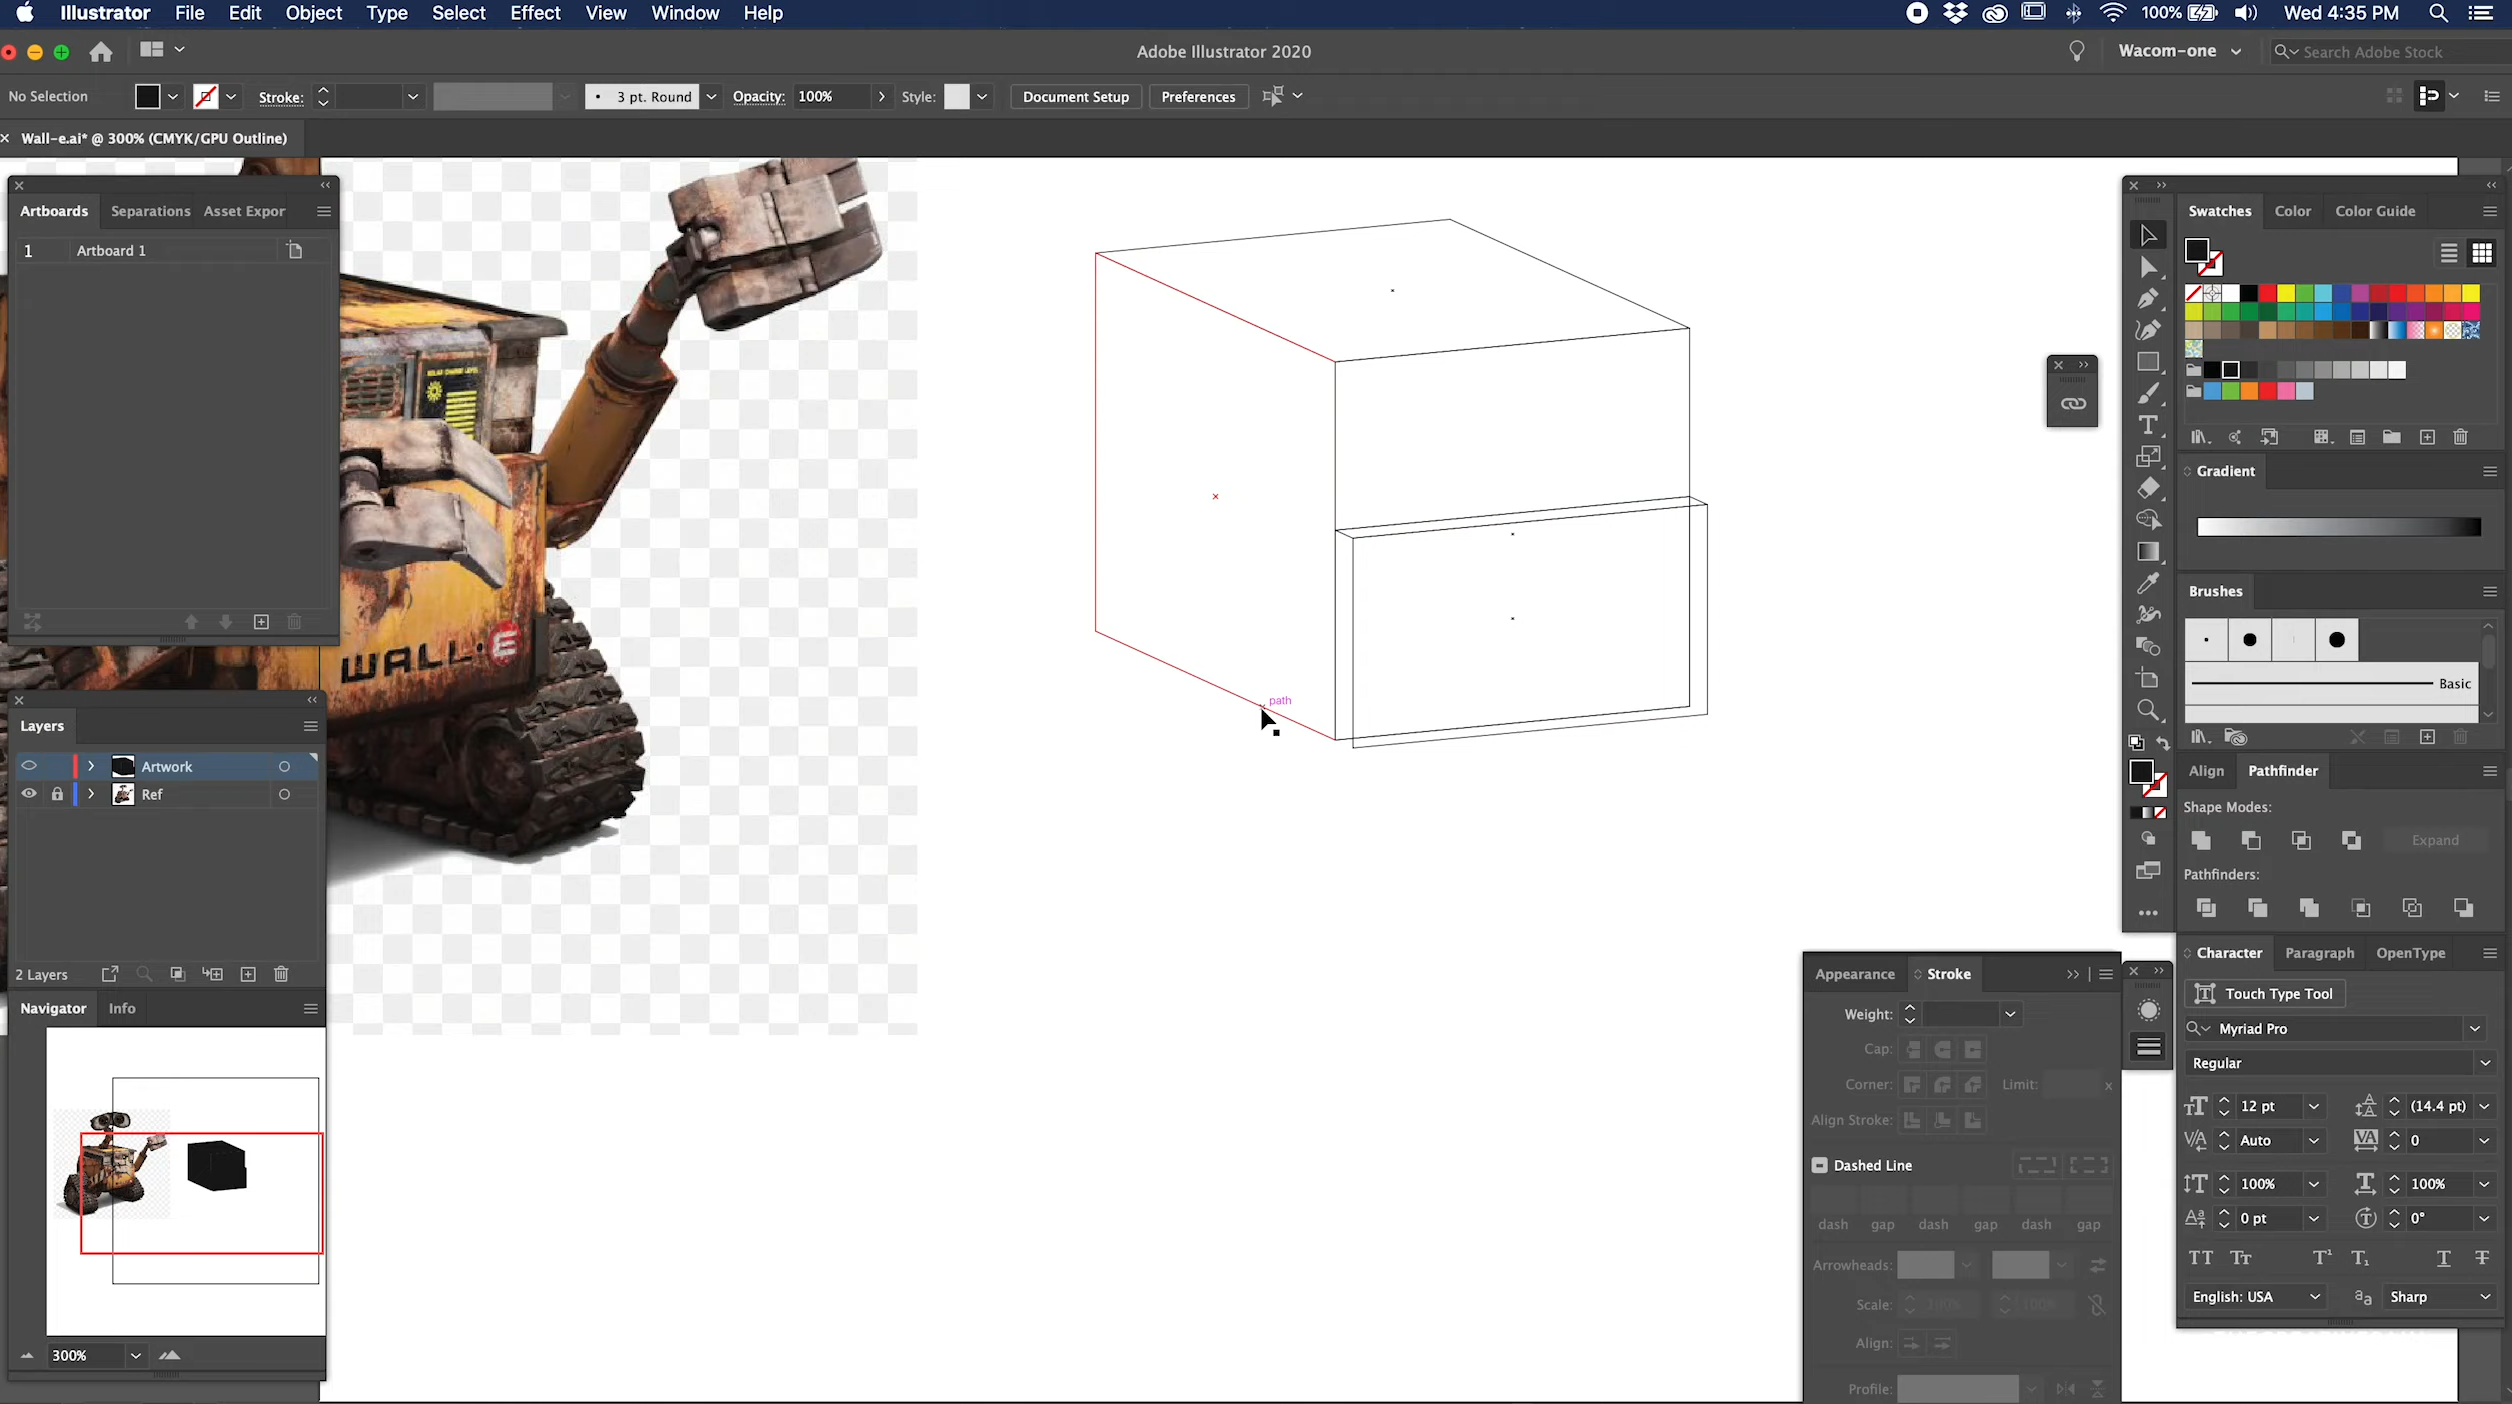 Illustrator File Edit Object Type Select Effect View Window Help
100% Wed 4:35 PM
Adobe Illustrator 2020
Wacom-one
Search Adobe Stock
No Selection
Stroke:
3 pt. Round
Opacity: 100%
Style:
Document Setup
Preferences
Wall-e.ai* @ 300% (CMYK/GPU Outline)
Artboards Separations Asset Expor
1 Artboard 1
WALL·E
path
Layers
Artwork
Ref
2 Layers
Navigator Info
300%
Swatches Color Color Guide
Gradient
Brushes
Basic
Align Pathfinder
Shape Modes:
Expand
Pathfinders:
Character Paragraph OpenType
Touch Type Tool
Myriad Pro
Regular
12 pt (14.4 pt)
Auto 0
100% 100%
0 pt 0°
English: USA Sharp
Appearance Stroke
Weight:
Cap:
Corner: Limit: x
Align Stroke:
Dashed Line
dash gap dash gap dash gap
Arrowheads:
Scale: 100% 100%
Align:
Profile: